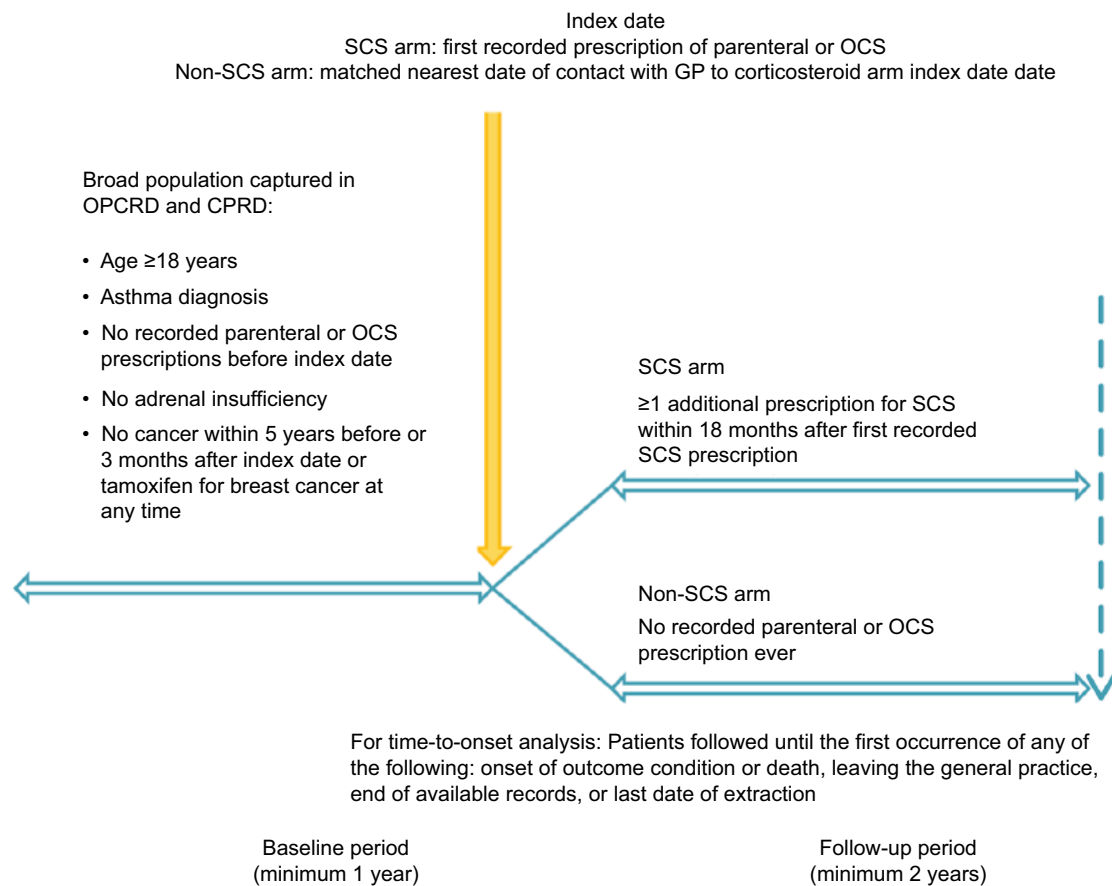 Index date
SCS arm: first recorded prescription of parenteral or OCS
Non-SCS arm: matched nearest date of contact with GP to corticosteroid arm index date date
Broad population captured in
OPCRD and CPRD:
• Age ≥18 years
• Asthma diagnosis
• No recorded parenteral or OCS
prescriptions before index date
• No adrenal insufficiency
• No cancer within 5 years before or
3 months after index date or
tamoxifen for breast cancer at
any time
SCS arm
≥1 additional prescription for SCS
within 18 months after first recorded
SCS prescription
Non-SCS arm
No recorded parenteral or OCS
prescription ever
For time-to-onset analysis: Patients followed until the first occurrence of any of
the following: onset of outcome condition or death, leaving the general practice,
end of available records, or last date of extraction
Baseline period
(minimum 1 year)
Follow-up period
(minimum 2 years)